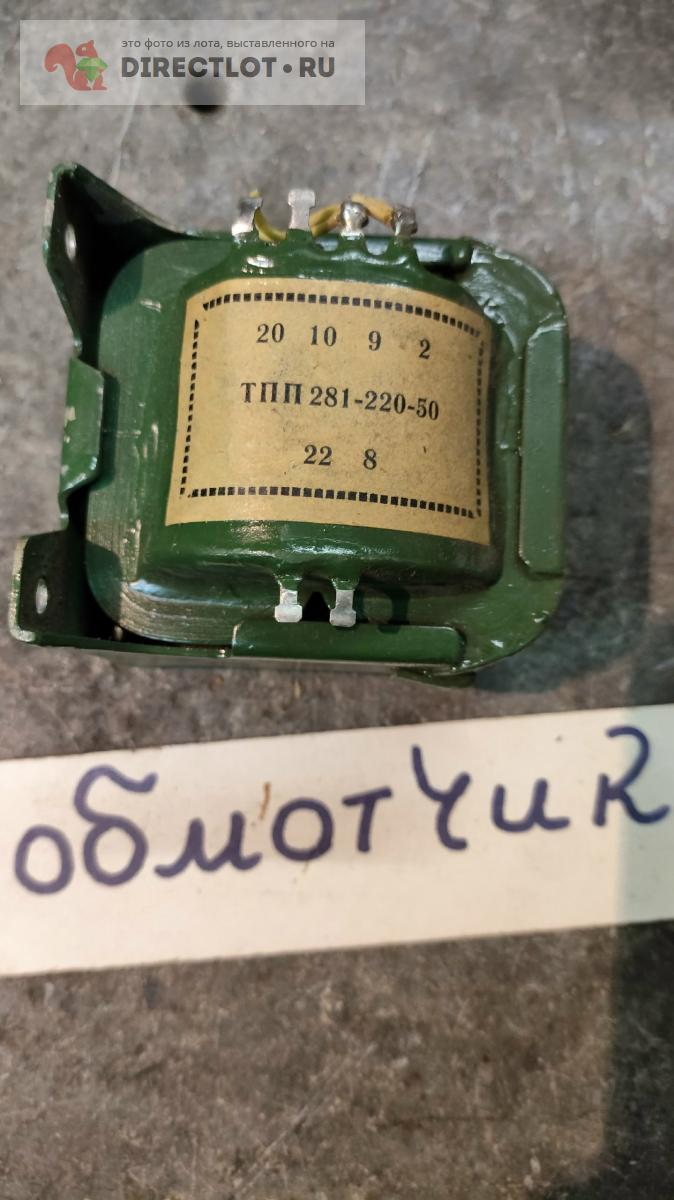 это фото из лота, выставленного на
DIRECTLOT•RU
20 10 9 2
ТПП 281-220-50
22 8
обмотчик